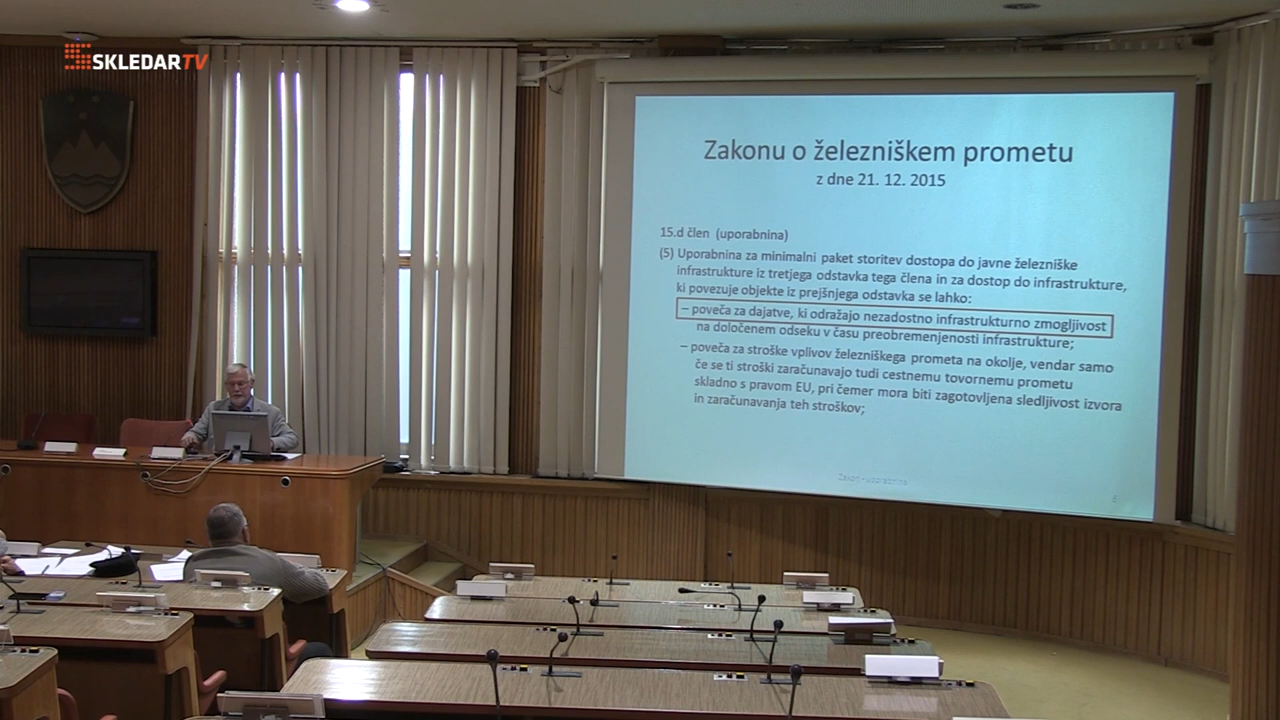 SKLEDARTV
Zakonu o železniškem prometu
z dne 21. 12. 2015
15.d člen (uporabnina)
(5) Uporabnina za minimalni paket storitev dostopa do javne železniške
infrastrukture iz tretjega odstavka tega člena in za dostop do infrastrukture,
ki povezuje objekte iz prejšnjega odstavka se lahko:
– poveča za dajatve, ki odražajo nezadostno infrastrukturno zmogljivost
na določenem odseku v času preobremenjenosti infrastrukture;
– poveča za stroške vplivov železniškega prometa na okolje, vendar samo
če se ti stroški zaračunavajo tudi cestnemu tovornemu prometu
skladno s pravom EU, pri čemer mora biti zagotovljena sledljivost izvora
in zaračunavanja teh stroškov;